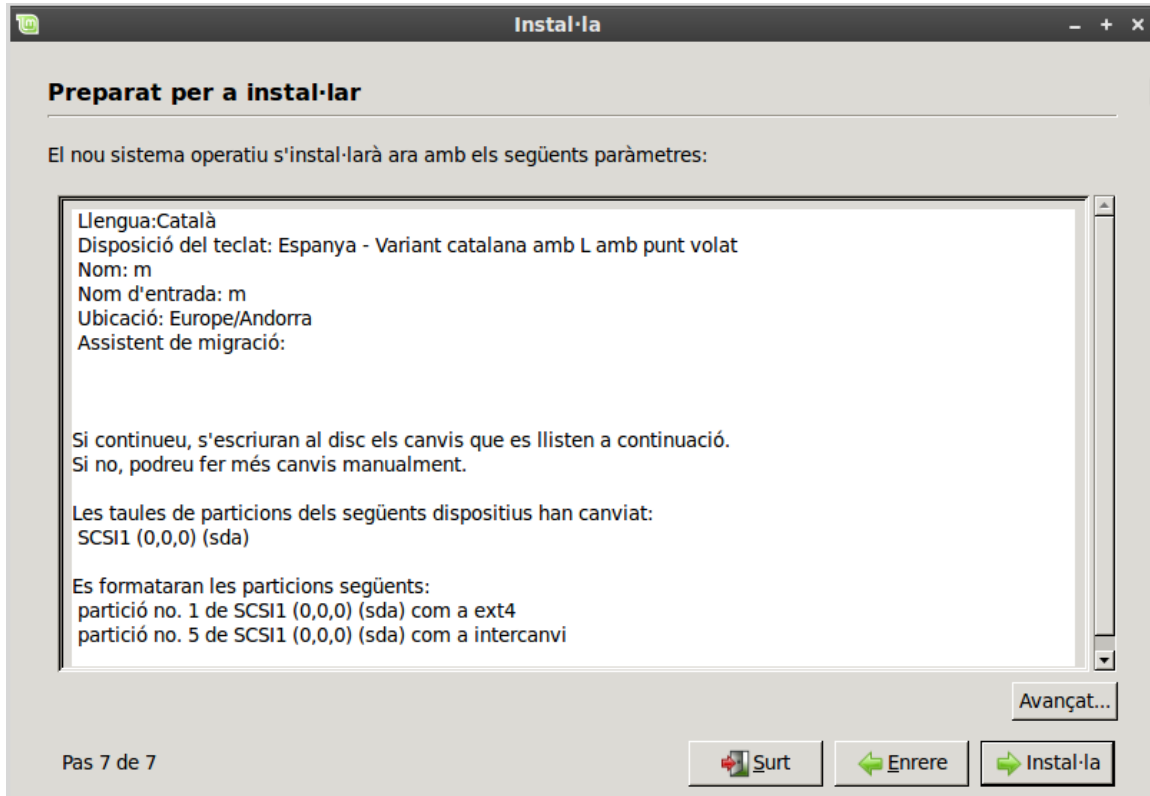 Instal·la
Preparat per a instal·lar
El nou sistema operatiu s'instal·larà ara amb els següents paràmetres:
Llengua:Català
Disposició del teclat: Espanya - Variant catalana amb L amb punt volat
Nom: m
Nom d'entrada: m
Ubicació: Europe/Andorra
Assistent de migració:
Si continueu, s'escriuran al disc els canvis que es llisten a continuació.
Si no, podreu fer més canvis manualment.
Les taules de particions dels següents dispositius han canviat:
SCSI1 (0,0,0) (sda)
Es formataran les particions següents:
partició no. 1 de SCSI1 (0,0,0) (sda) com a ext4
partició no. 5 de SCSI1 (0,0,0) (sda) com a intercanvi
Avançat...
Pas 7 de 7 Surt Enrere Instal·la